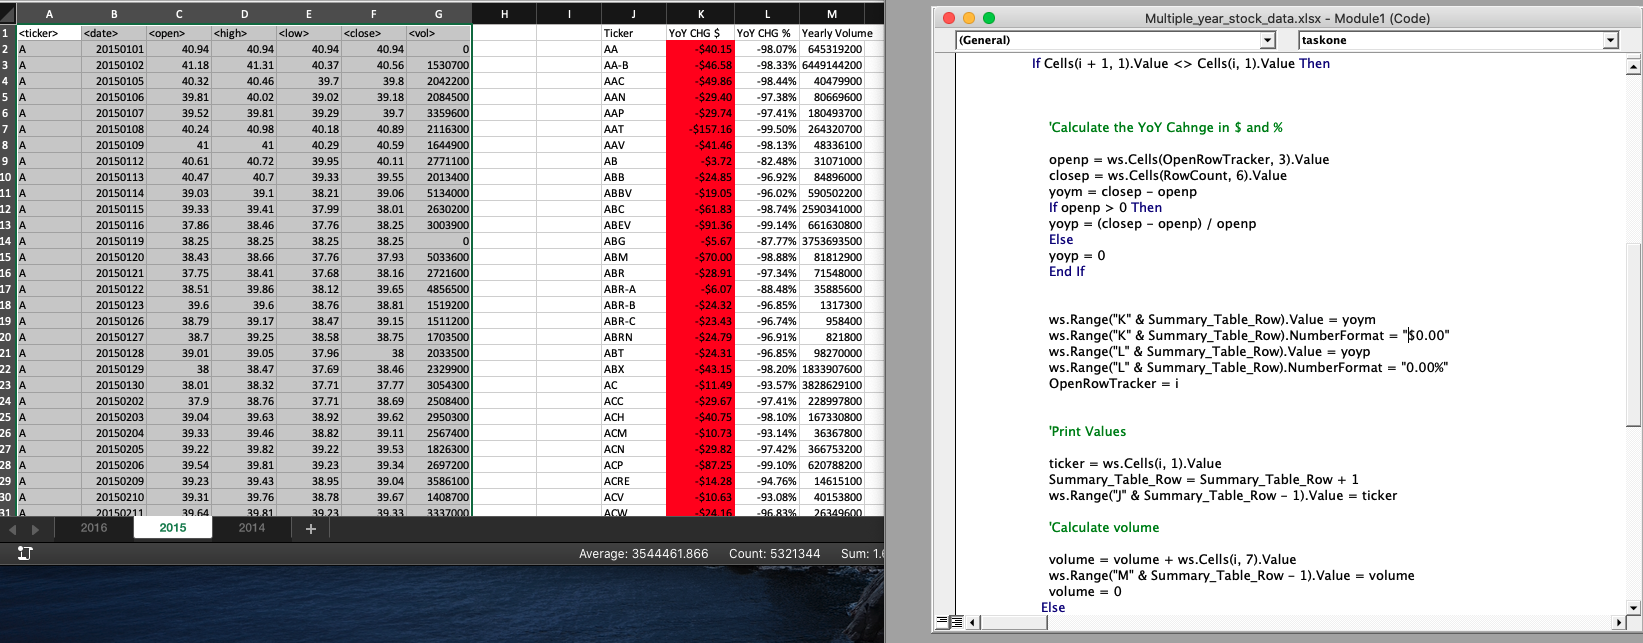 A B C D E F G H I J K L M
1 <ticker> <date> <open> <high> <low> <close> <vol> Ticker YoY CHG $ YoY CHG % Yearly Volume
2 A 20150101 40.94 40.94 40.94 40.94 0 AA -$40.15 -98.07% 645319200
3 A 20150102 41.18 41.31 40.37 40.56 1530700 AA-B -$46.58 -98.33% 6449144200
4 A 20150105 40.32 40.46 39.7 39.8 2042200 AAC -$49.86 -98.44% 40479900
5 A 20150106 39.81 40.02 39.02 39.18 2084500 AAN -$29.40 -97.38% 80669600
6 A 20150107 39.52 39.81 39.29 39.7 3359600 AAP -$29.74 -97.41% 180493700
7 A 20150108 40.24 40.98 40.18 40.89 2116300 AAT -$157.16 -99.50% 264320700
8 A 20150109 41 41 40.29 40.59 1644900 AAV -$41.46 -98.13% 48336100
9 A 20150112 40.61 40.72 39.95 40.11 2771100 AB -$3.72 -82.48% 31071000
10 A 20150113 40.47 40.7 39.33 39.55 2013400 ABB -$24.85 -96.92% 84896000
11 A 20150114 39.03 39.1 38.21 39.06 5134000 ABBV -$19.05 -96.02% 590502200
12 A 20150115 39.33 39.41 37.99 38.01 2630200 ABC -$61.83 -98.74% 2590341000
13 A 20150116 37.86 38.46 37.76 38.25 3003900 ABEV -$91.36 -99.14% 661630800
14 A 20150119 38.25 38.25 38.25 38.25 0 ABG -$5.67 -87.77% 3753693500
15 A 20150120 38.43 38.66 37.76 37.93 5033600 ABM -$70.00 -98.88% 81812900
16 A 20150121 37.75 38.41 37.68 38.16 2721600 ABR -$28.91 -97.34% 71548000
17 A 20150122 38.51 39.86 38.12 39.65 4856500 ABR-A -$6.07 -88.48% 35885600
18 A 20150123 39.6 39.6 38.76 38.81 1519200 ABR-B -$24.32 -96.85% 1317300
19 A 20150126 38.79 39.17 38.47 39.15 1511200 ABR-C -$23.43 -96.74% 958400
20 A 20150127 38.7 39.25 38.58 38.75 1703500 ABRN -$24.79 -96.91% 821800
21 A 20150128 39.01 39.05 37.96 38 2033500 ABT -$24.31 -96.85% 98270000
22 A 20150129 38 38.47 37.69 38.46 2329900 ABX -$43.15 -98.20% 1833907600
23 A 20150130 38.01 38.32 37.71 37.77 3054300 AC -$11.49 -93.57% 3828629100
24 A 20150202 37.9 38.76 37.71 38.69 2508400 ACC -$29.67 -97.41% 228997800
25 A 20150203 39.04 39.63 38.92 39.62 2950300 ACH -$40.75 -98.10% 167330800
26 A 20150204 39.33 39.46 38.82 39.11 2567400 ACM -$10.73 -93.14% 36367800
27 A 20150205 39.22 39.82 39.22 39.53 1826300 ACN -$29.82 -97.42% 366753200
28 A 20150206 39.54 39.81 39.23 39.34 2697200 ACP -$87.25 -99.10% 620788200
29 A 20150209 39.23 39.43 38.95 39.04 3586100 ACRE -$14.28 -94.76% 14615100
30 A 20150210 39.31 39.76 38.78 39.67 1408700 ACV -$10.63 -93.08% 40153800
31 A 20150211 39.64 39.81 39.23 39.33 3337000 ACW -$24.16 -96.83% 26349600
2016 2015 2014 +
Average: 3544461.866 Count: 5321344 Sum: 1.
Multiple_year_stock_data.xlsx - Module1 (Code)
(General) taskone
If Cells(i + 1, 1).Value <> Cells(i, 1).Value Then
'Calculate the YoY Cahnge in $ and %
openp = ws.Cells(OpenRowTracker, 3).Value
closep = ws.Cells(RowCount, 6).Value
yoym = closep - openp
If openp > 0 Then
yoyp = (closep - openp) / openp
Else
yoyp = 0
End If
ws.Range("K" & Summary_Table_Row).Value = yoym
ws.Range("K" & Summary_Table_Row).NumberFormat = "$0.00"
ws.Range("L" & Summary_Table_Row).Value = yoyp
ws.Range("L" & Summary_Table_Row).NumberFormat = "0.00%"
OpenRowTracker = i
'Print Values
ticker = ws.Cells(i, 1).Value
Summary_Table_Row = Summary_Table_Row + 1
ws.Range("J" & Summary_Table_Row - 1).Value = ticker
'Calculate volume
volume = volume + ws.Cells(i, 7).Value
ws.Range("M" & Summary_Table_Row - 1).Value = volume
volume = 0
Else